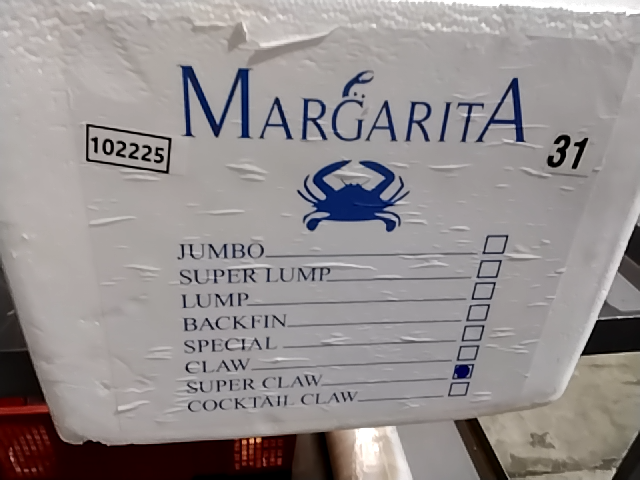 MARGARITA
102225
31
JUMBO
SUPER LUMP
LUMP
BACKFIN
SPECIAL
CLAW
SUPER CLAW
COCKTAIL CLAW